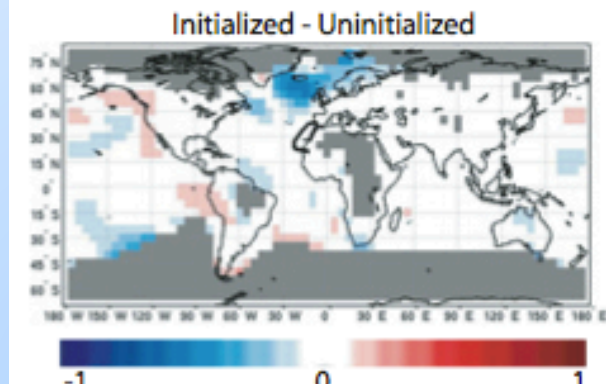 Initialized - Uninitialized
75° N
60° N
45° N
30° N
15° N
0°
15° S
30° S
45° S
60° S
180 W 150 W 120 W 90 W 60 W 30 W 0 30 E 60 E 90 E 120 E 150 E 180 E
-1 0 1